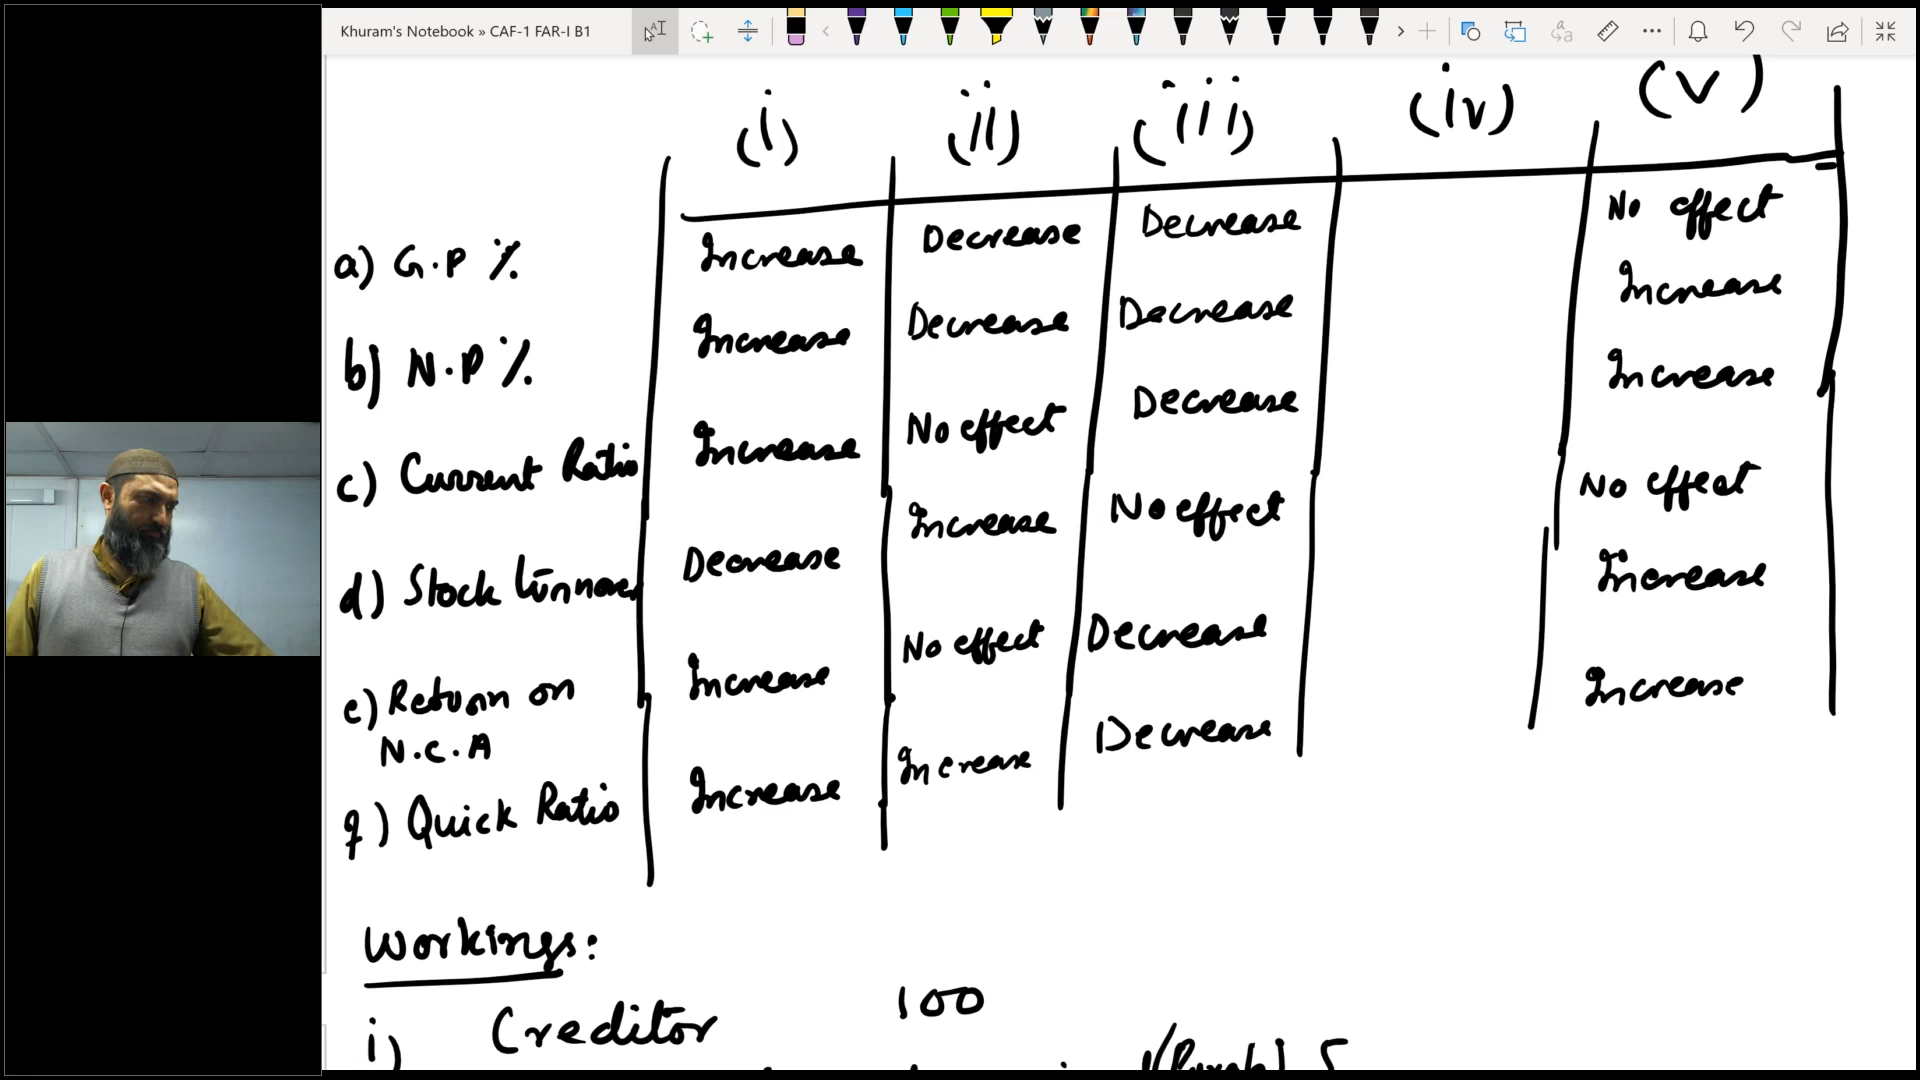 Khuram's Notebook » CAF-1 FAR-I B1
(i) (ii) (iii) (iv) (v)
a) G.P % Increase Decrease Decrease No effect
b) N.P % Increase Decrease Decrease Increase
c) Current Ratio Increase No effect Decrease Increase
d) Stock turnover Decrease Increase No effect No effect
e) Return on N.C.A Increase No effect Decrease Increase
f) Quick Ratio Increase Increase Decrease Increase
Workings:
i) Creditor 100